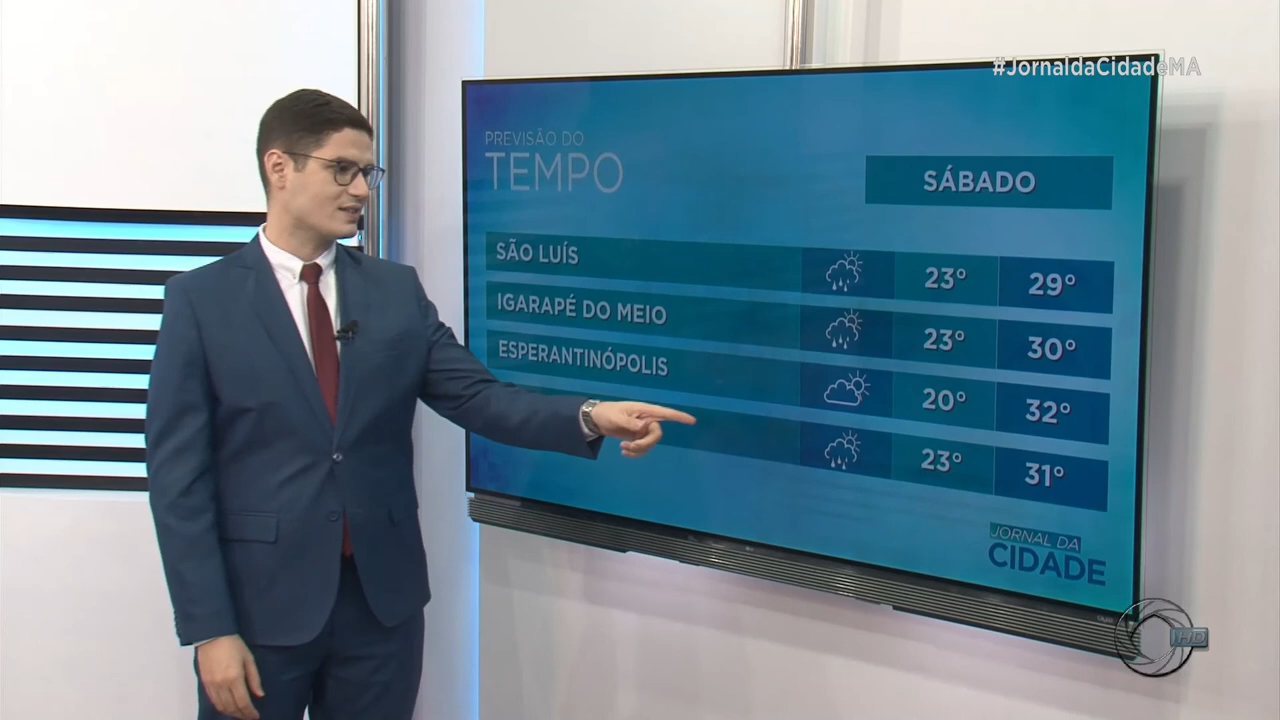 #JornaldaCidadeMA
PREVISÃO DO
TEMPO
SÁBADO
SÃO LUÍS 23° 29°
IGARAPÉ DO MEIO 23° 30°
ESPERANTINÓPOLIS 20° 32°
23° 31°
JORNAL DA
CIDADE
HD